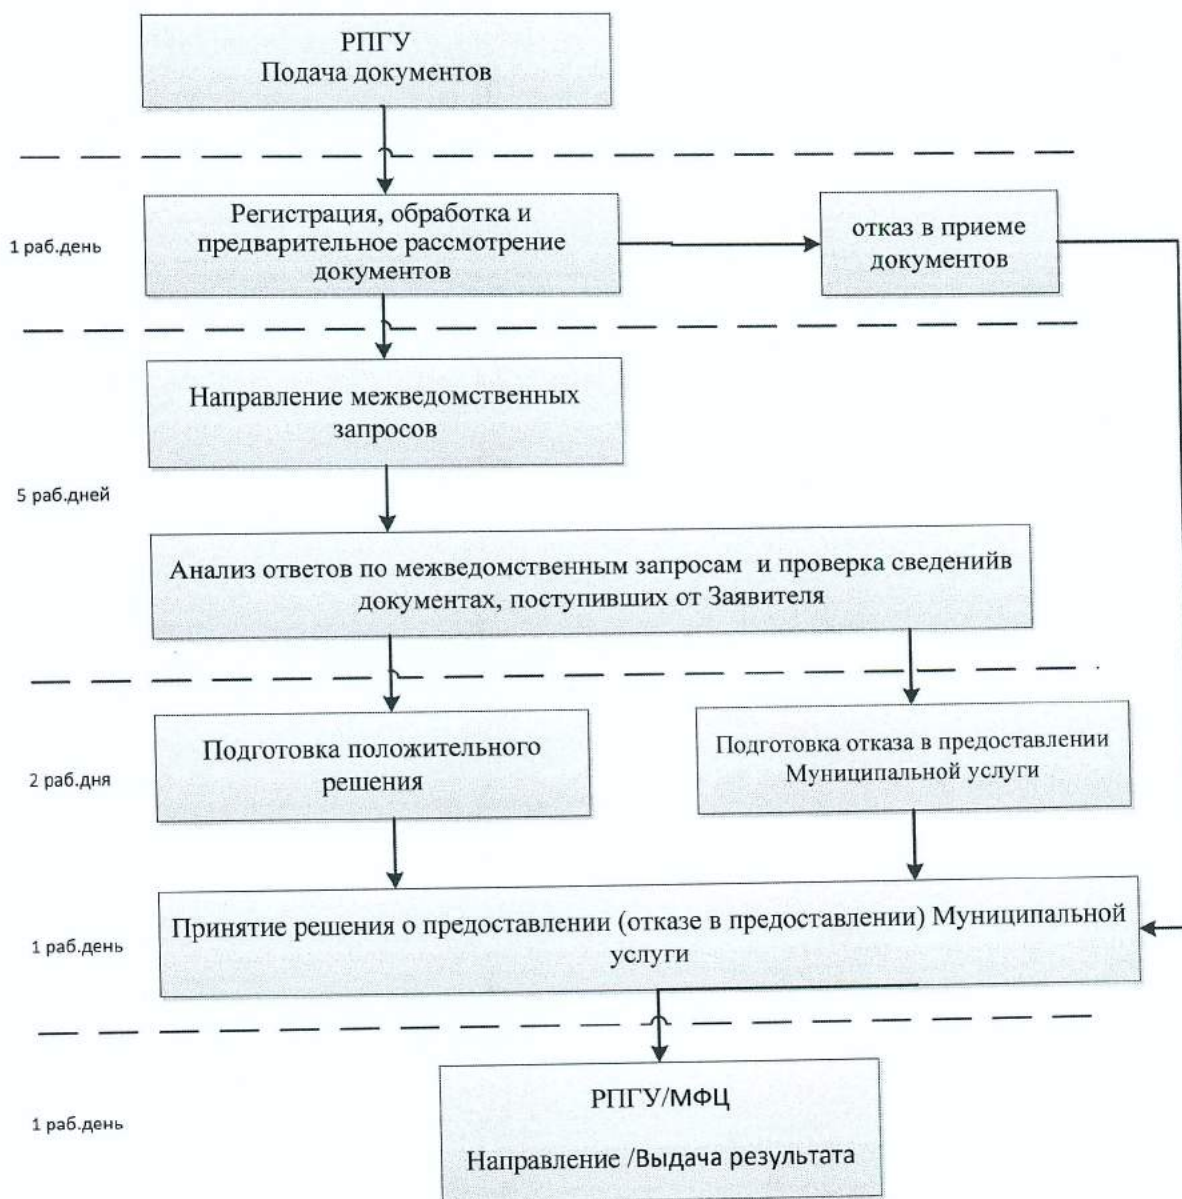 РПГУ
Подача документов
1 раб.день
Регистрация, обработка и
предварительное рассмотрение
документов
отказ в приеме
документов
Направление межведомственных
запросов
5 раб.дней
Анализ ответов по межведомственным запросам и проверка сведенийв
документах, поступивших от Заявителя
2 раб.дня
Подготовка положительного
решения
Подготовка отказа в предоставлении
Муниципальной услуги
1 раб.день
Принятие решения о предоставлении (отказе в предоставлении) Муниципальной
услуги
1 раб.день
РПГУ/МФЦ
Направление /Выдача результата